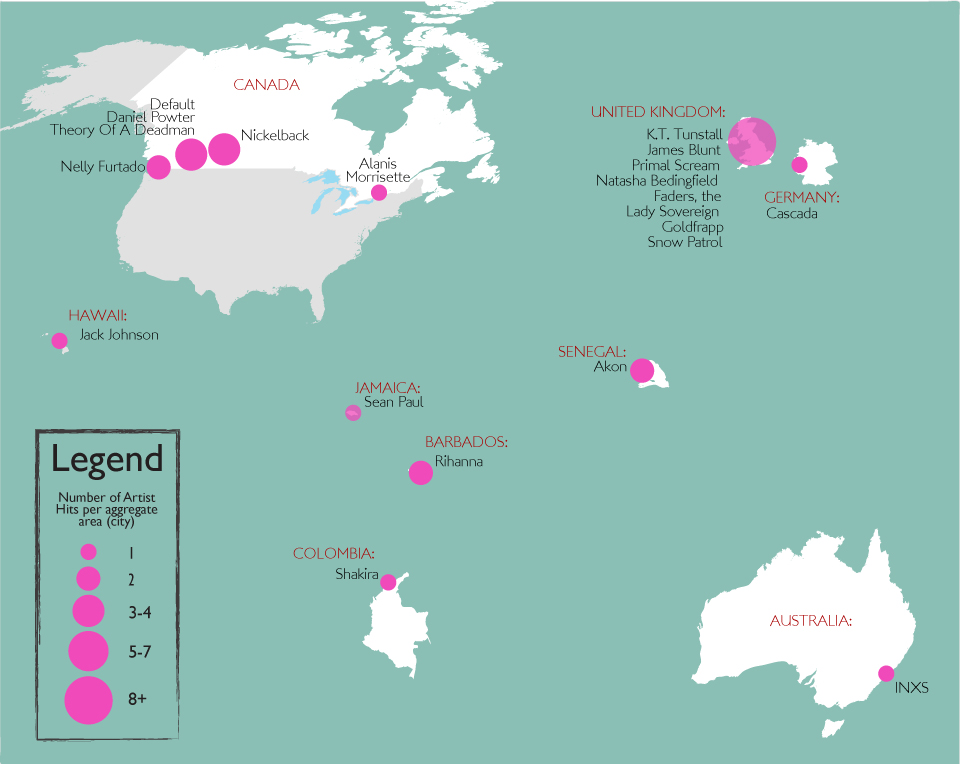 CANADA
Default
Daniel Powter
Theory Of A Deadman
Nickelback
Nelly Furtado
Alanis
Morrisette
UNITED KINGDOM:
K.T. Tunstall
James Blunt
Primal Scream
Natasha Bedingfield
Faders, the
Lady Sovereign
Goldfrapp
Snow Patrol
GERMANY:
Cascada
HAWAII:
Jack Johnson
SENEGAL:
Akon
JAMAICA:
Sean Paul
BARBADOS:
Rihanna
COLOMBIA:
Shakira
AUSTRALIA:
INXS
Legend
Number of Artist
Hits per aggregate
area (city)
1
2
3-4
5-7
8+